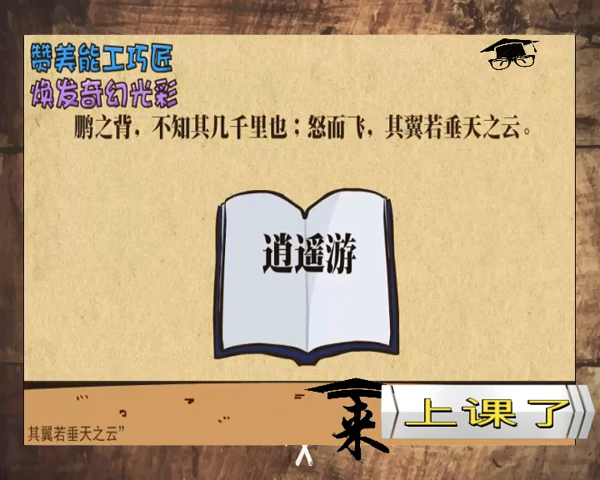 赞美能工巧匠
焕发奇幻光彩
鹏之背，不知其几千里也；怒而飞，其翼若垂天之云。
逍遥游
来上课了
其翼若垂天之云”